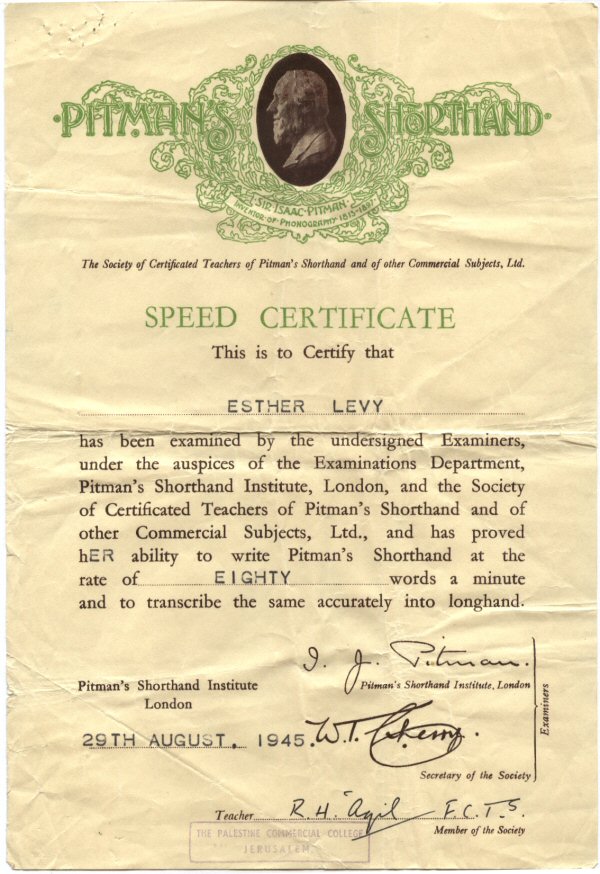 PITMAN'S SHORTHAND
SIR ISAAC PITMAN
INVENTOR OF PHONOGRAPHY 1813-1897
The Society of Certificated Teachers of Pitman's Shorthand and of other Commercial Subjects, Ltd.
SPEED CERTIFICATE
This is to Certify that
ESTHER LEVY
has been examined by the undersigned Examiners,
under the auspices of the Examinations Department,
Pitman's Shorthand Institute, London, and the Society
of Certificated Teachers of Pitman's Shorthand and of
other Commercial Subjects, Ltd., and has proved
hER ability to write Pitman's Shorthand at the
rate of EIGHTY words a minute
and to transcribe the same accurately into longhand.
I. J. Pitman.
Pitman's Shorthand Institute
London
Pitman's Shorthand Institute, London
29TH AUGUST, 1945.
W.T.
Secretary of the Society
Examiners
Teacher R.H. Agil F.C.T.S.
Member of the Society
THE PALESTINE COMMERCIAL COLLEGE
JERUSALEM.